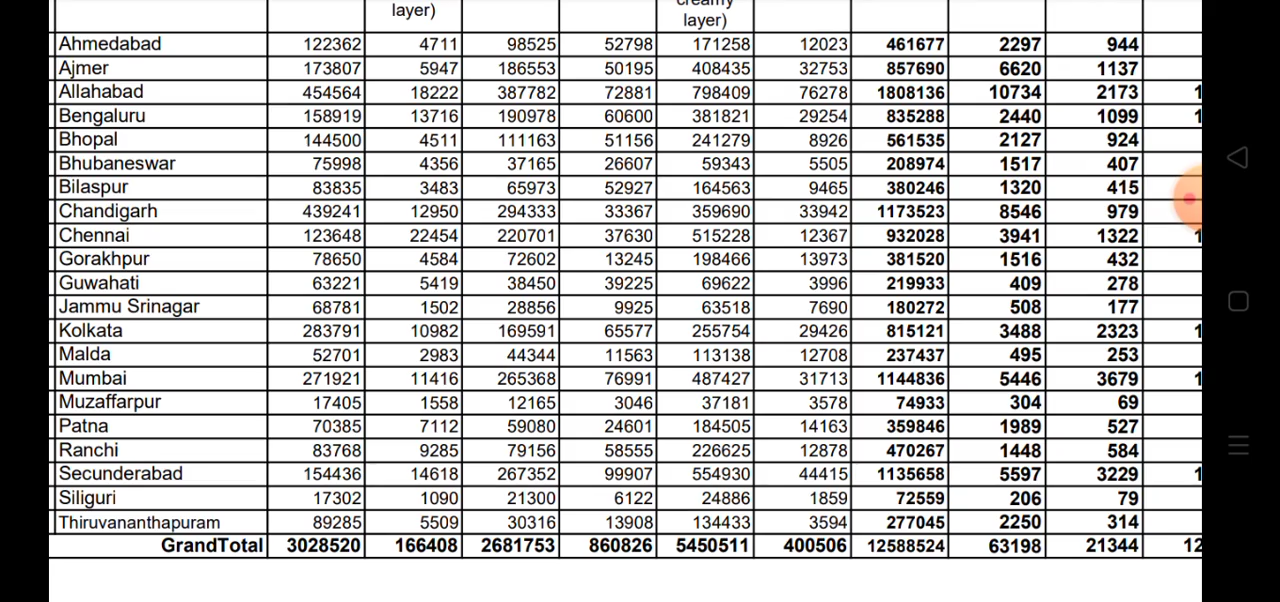 layer) creamy
layer)
Ahmedabad 122362 4711 98525 52798 171258 12023 461677 2297 944
Ajmer 173807 5947 186553 50195 408435 32753 857690 6620 1137
Allahabad 454564 18222 387782 72881 798409 76278 1808136 10734 2173 1
Bengaluru 158919 13716 190978 60600 381821 29254 835288 2440 1099 1
Bhopal 144500 4511 111163 51156 241279 8926 561535 2127 924
Bhubaneswar 75998 4356 37165 26607 59343 5505 208974 1517 407
Bilaspur 83835 3483 65973 52927 164563 9465 380246 1320 415
Chandigarh 439241 12950 294333 33367 359690 33942 1173523 8546 979
Chennai 123648 22454 220701 37630 515228 12367 932028 3941 1322 1
Gorakhpur 78650 4584 72602 13245 198466 13973 381520 1516 432
Guwahati 63221 5419 38450 39225 69622 3996 219933 409 278
Jammu Srinagar 68781 1502 28856 9925 63518 7690 180272 508 177
Kolkata 283791 10982 169591 65577 255754 29426 815121 3488 2323 1
Malda 52701 2983 44344 11563 113138 12708 237437 495 253
Mumbai 271921 11416 265368 76991 487427 31713 1144836 5446 3679 1
Muzaffarpur 17405 1558 12165 3046 37181 3578 74933 304 69
Patna 70385 7112 59080 24601 184505 14163 359846 1989 527
Ranchi 83768 9285 79156 58555 226625 12878 470267 1448 584
Secunderabad 154436 14618 267352 99907 554930 44415 1135658 5597 3229 1
Siliguri 17302 1090 21300 6122 24886 1859 72559 206 79
Thiruvananthapuram 89285 5509 30316 13908 134433 3594 277045 2250 314
GrandTotal 3028520 166408 2681753 860826 5450511 400506 12588524 63198 21344 12